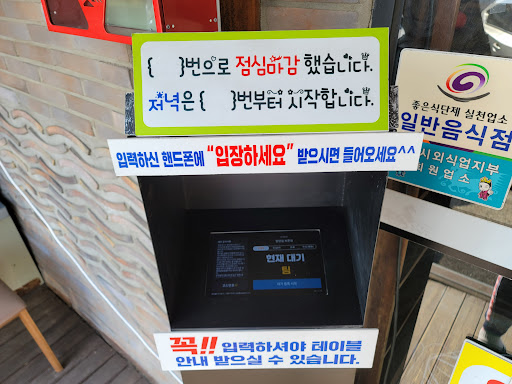 {    }번으로 점심마감 했습니다.
저녁은 {    }번부터 시작합니다.
입력하신 핸드폰에 "입장하세요" 받으시면 들어오세요^^
현재 대기
팀
꼭!! 입력하셔야 테이블
안내 받으실 수 있습니다.
좋은식단제 실천업소
일반음식점
시외식업지부
회원업소